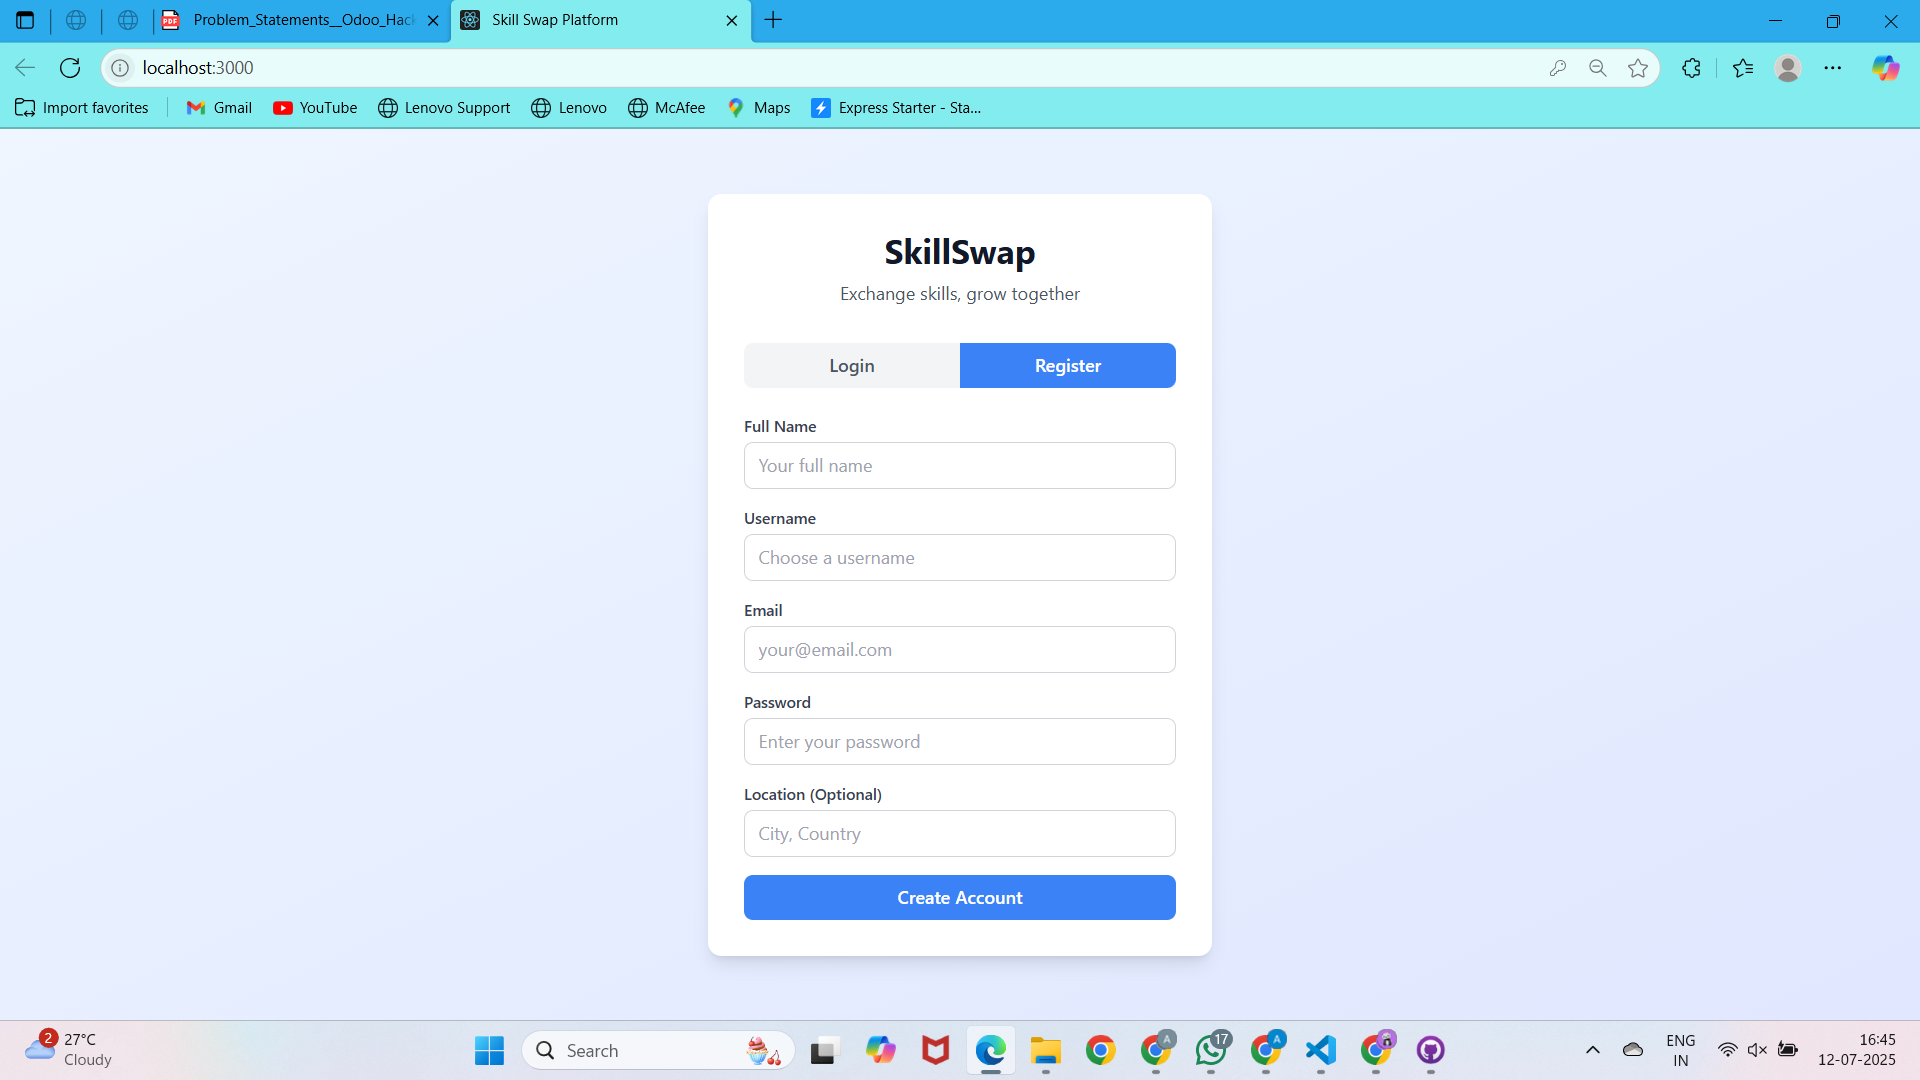 Problem_Statements__Odoo_Hac
Skill Swap Platform
localhost:3000
Import favorites
Gmail
YouTube
Lenovo Support
Lenovo
McAfee
Maps
Express Starter - Sta...
SkillSwap
Exchange skills, grow together
Login
Register
Full Name
Your full name
Username
Choose a username
Email
your@email.com
Password
Enter your password
Location (Optional)
City, Country
Create Account
2
27°C
Cloudy
Search
A
17
A
ENG
IN
16:45
12-07-2025